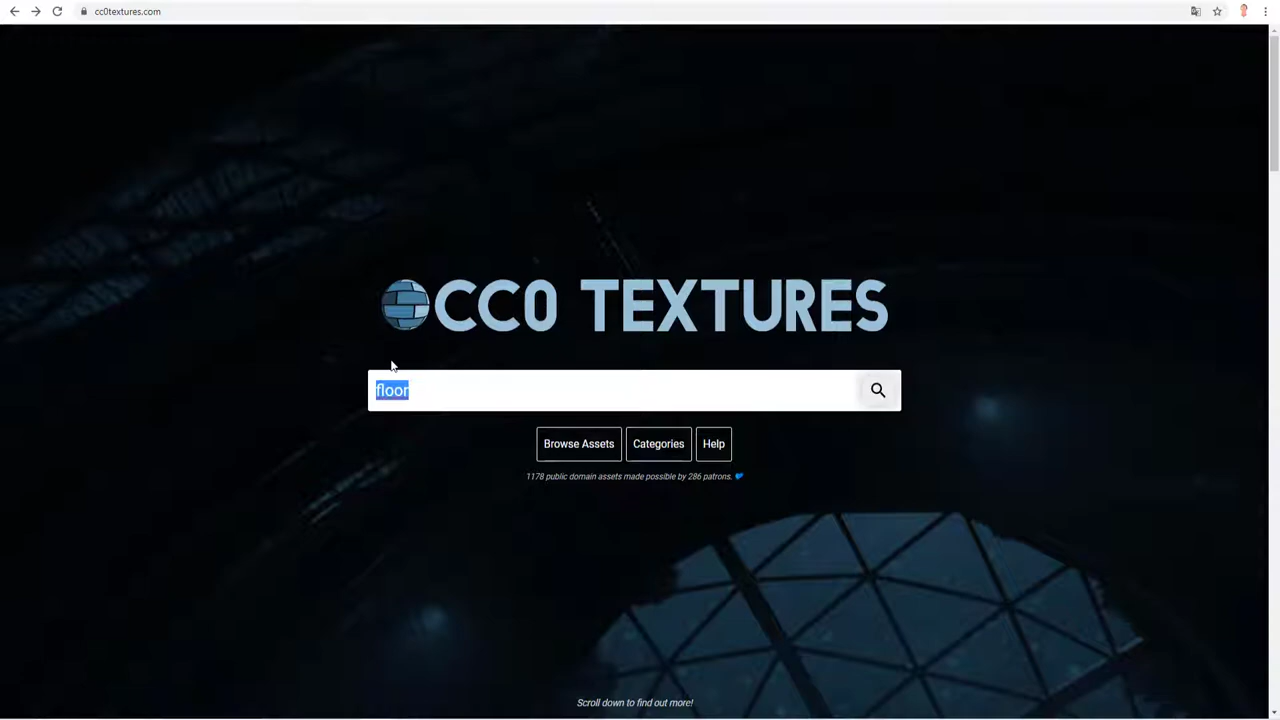 cc0textures.com
CC0 TEXTURES
floor
Browse Assets Categories Help
1178 public domain assets made possible by 286 patrons.
Scroll down to find out more!